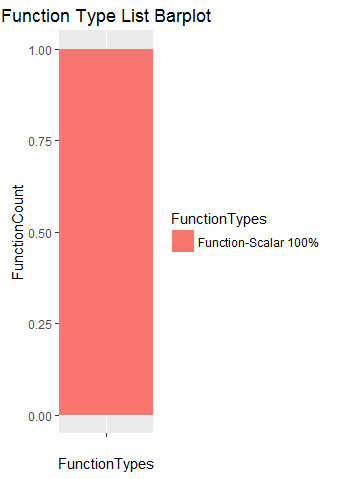 Function Type List Barplot
1.00
0.75
0.50
0.25
0.00
FunctionCount
FunctionTypes
FunctionTypes
Function-Scalar 100%